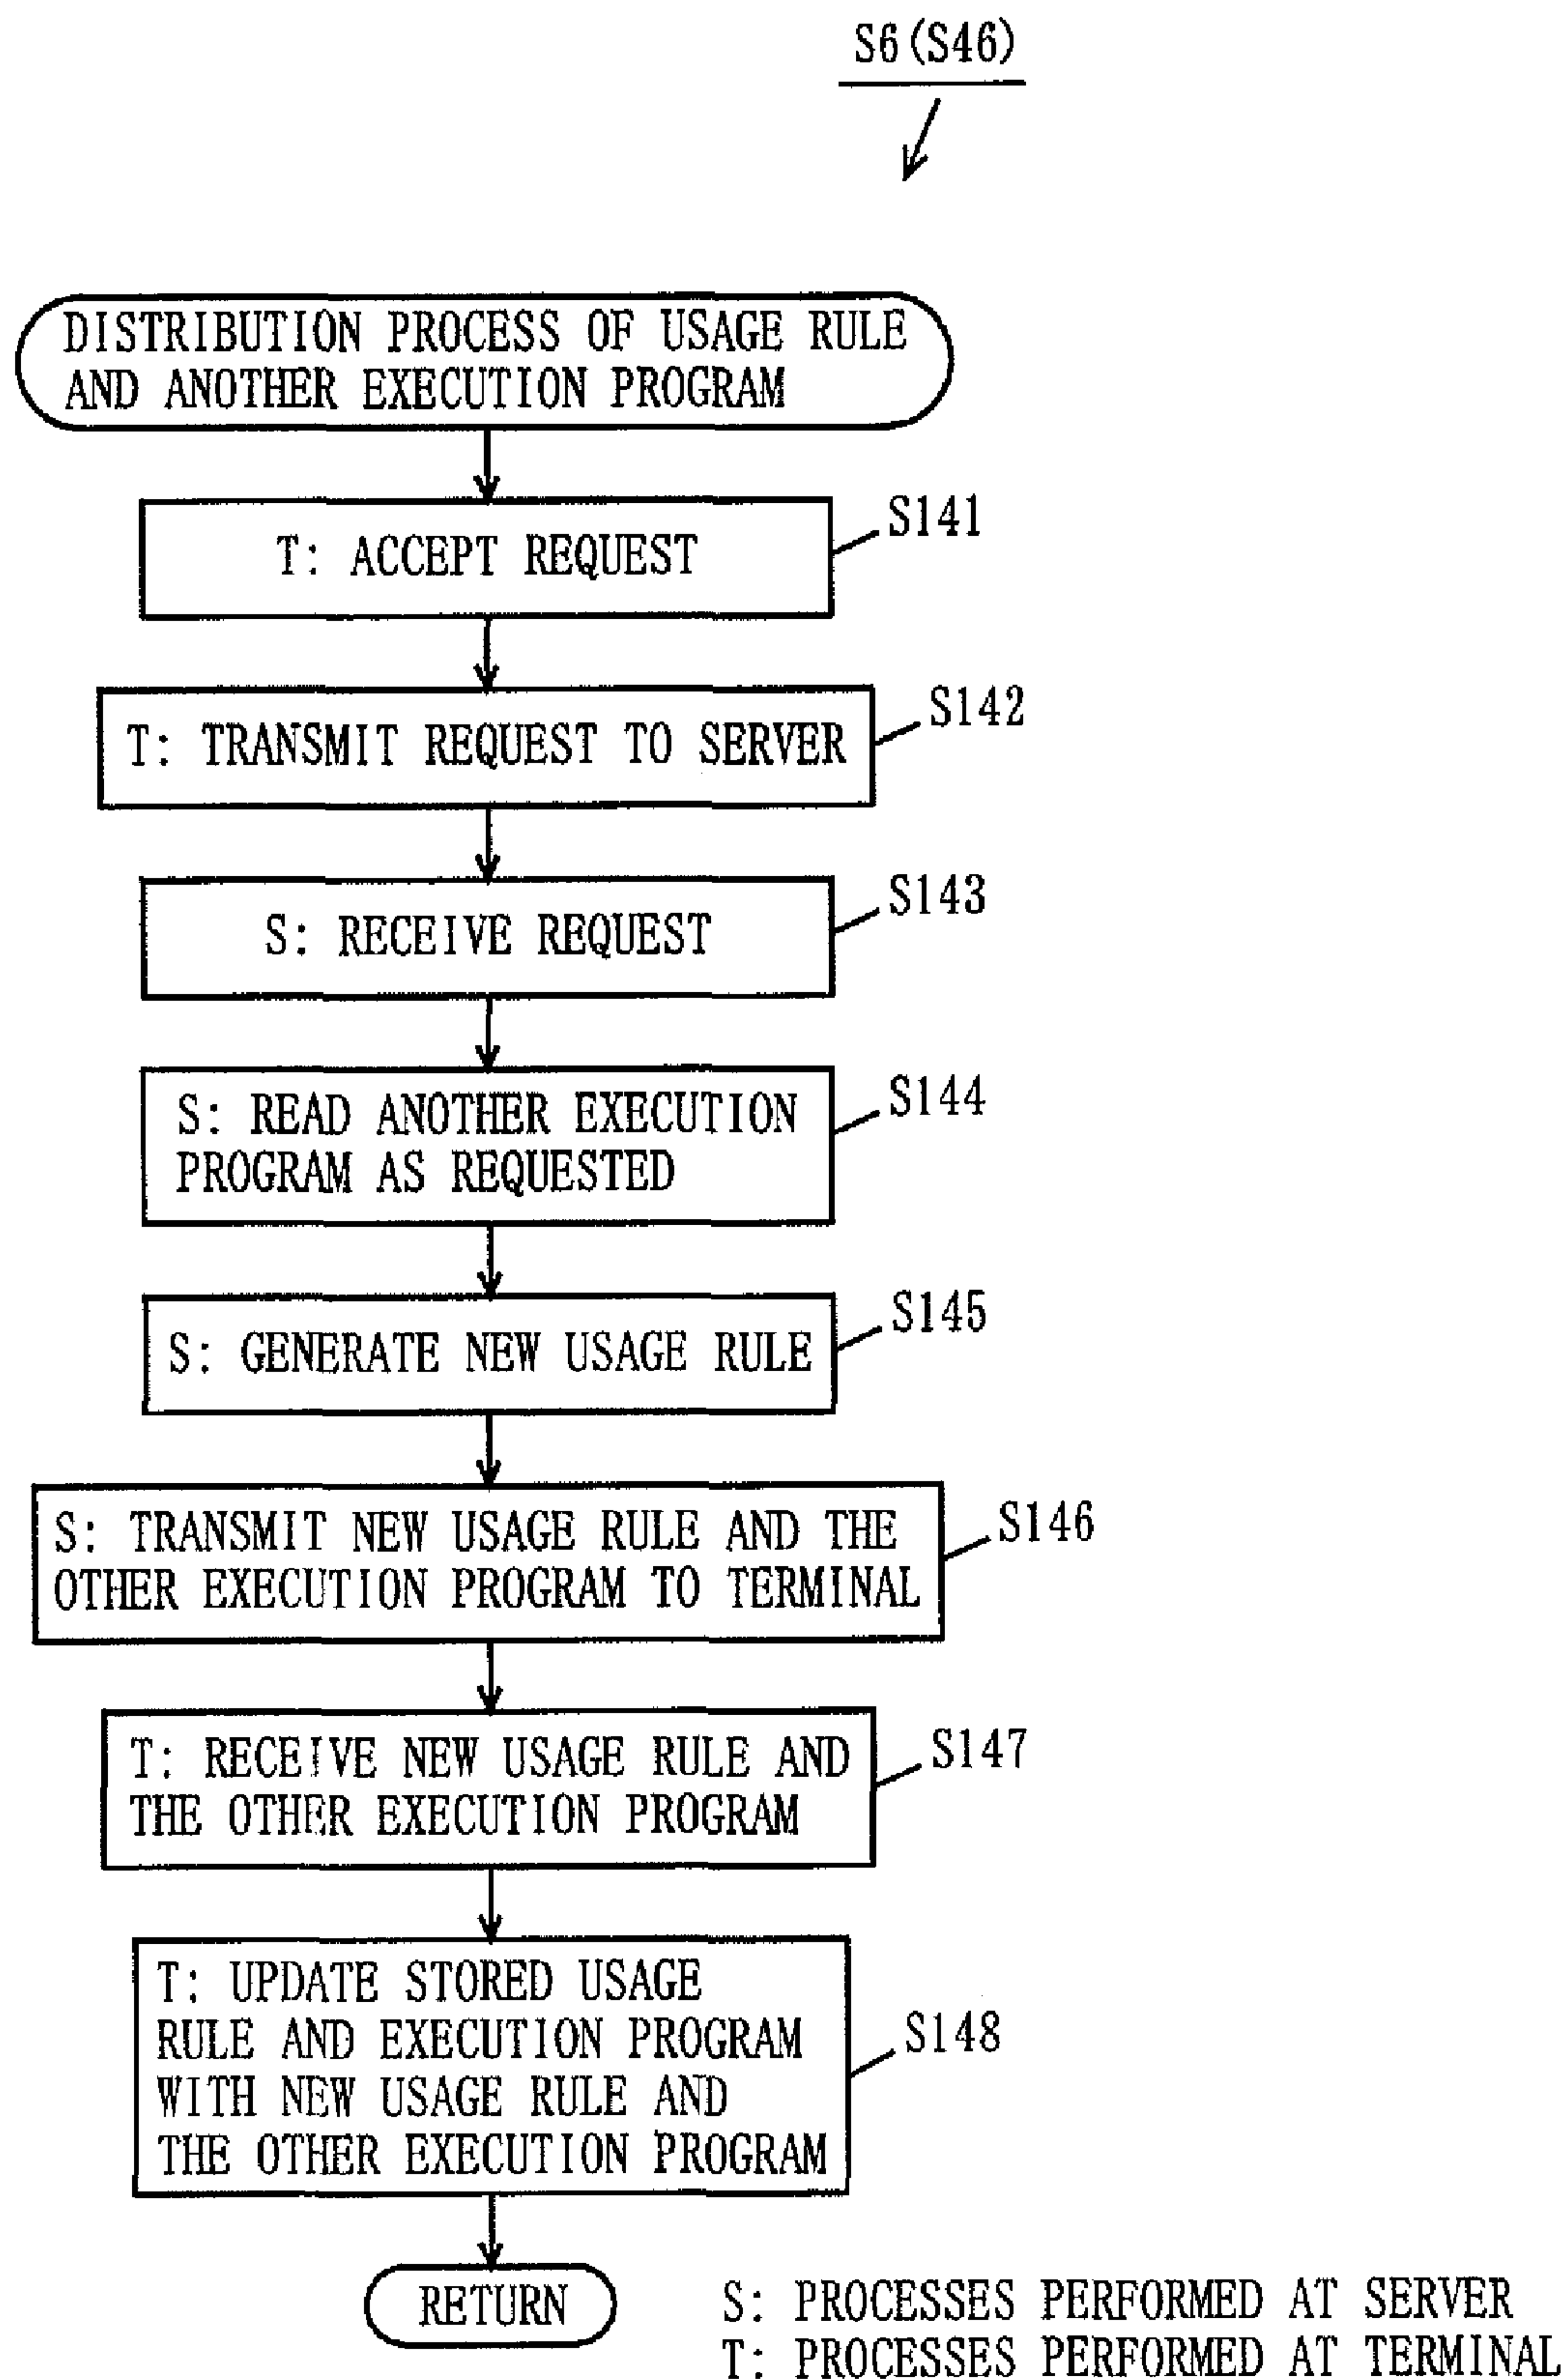 S6(S46)
DISTRIBUTION PROCESS OF USAGE RULE
AND ANOTHER EXECUTION PROGRAM
T: ACCEPT REQUEST
S141
T: TRANSMIT REQUEST TO SERVER
S142
S: RECEIVE REQUEST
S143
S: READ ANOTHER EXECUTION
PROGRAM AS REQUESTED
S144
S: GENERATE NEW USAGE RULE
S145
S: TRANSMIT NEW USAGE RULE AND THE
OTHER EXECUTION PROGRAM TO TERMINAL
S146
T: RECEIVE NEW USAGE RULE AND
THE OTHER EXECUTION PROGRAM
S147
T: UPDATE STORED USAGE
RULE AND EXECUTION PROGRAM
WITH NEW USAGE RULE AND
THE OTHER EXECUTION PROGRAM
S148
RETURN
S: PROCESSES PERFORMED AT SERVER
T: PROCESSES PERFORMED AT TERMINAL